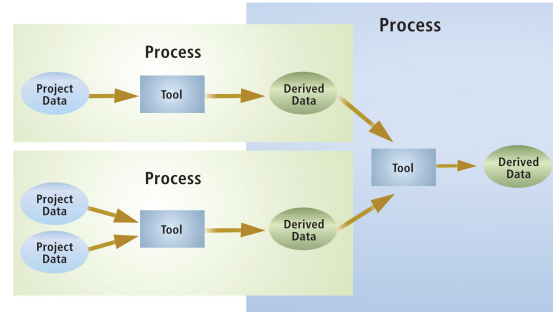 Process
Process
Project
Data
Tool
Derived
Data
Process
Project
Data
Project
Data
Tool
Derived
Data
Tool
Derived
Data